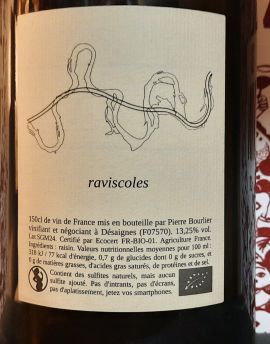 raviscoles
150cl de vin de France mis en bouteille par Pierre Bourlier
vinifiant et négociant à Désaignes (F07570). 13,25% vol.
Lot SGM24. Certifié par Ecocert FR-BIO-01. Agriculture France.
Ingrédients : raisin. Valeurs nutritionnelles moyennes pour 100 ml :
318 kJ / 77 kcal d'énergie, 0,7 g de glucides dont 0 g de sucres, et
0 g de matières grasses, d'acides gras saturés, de protéines et de sel.
Contient des sulfites naturels, mais aucun
sulfite ajouté. Pas d'intrants, pas d'écrans,
pas d'aplatissement, jetez vos smartphones.